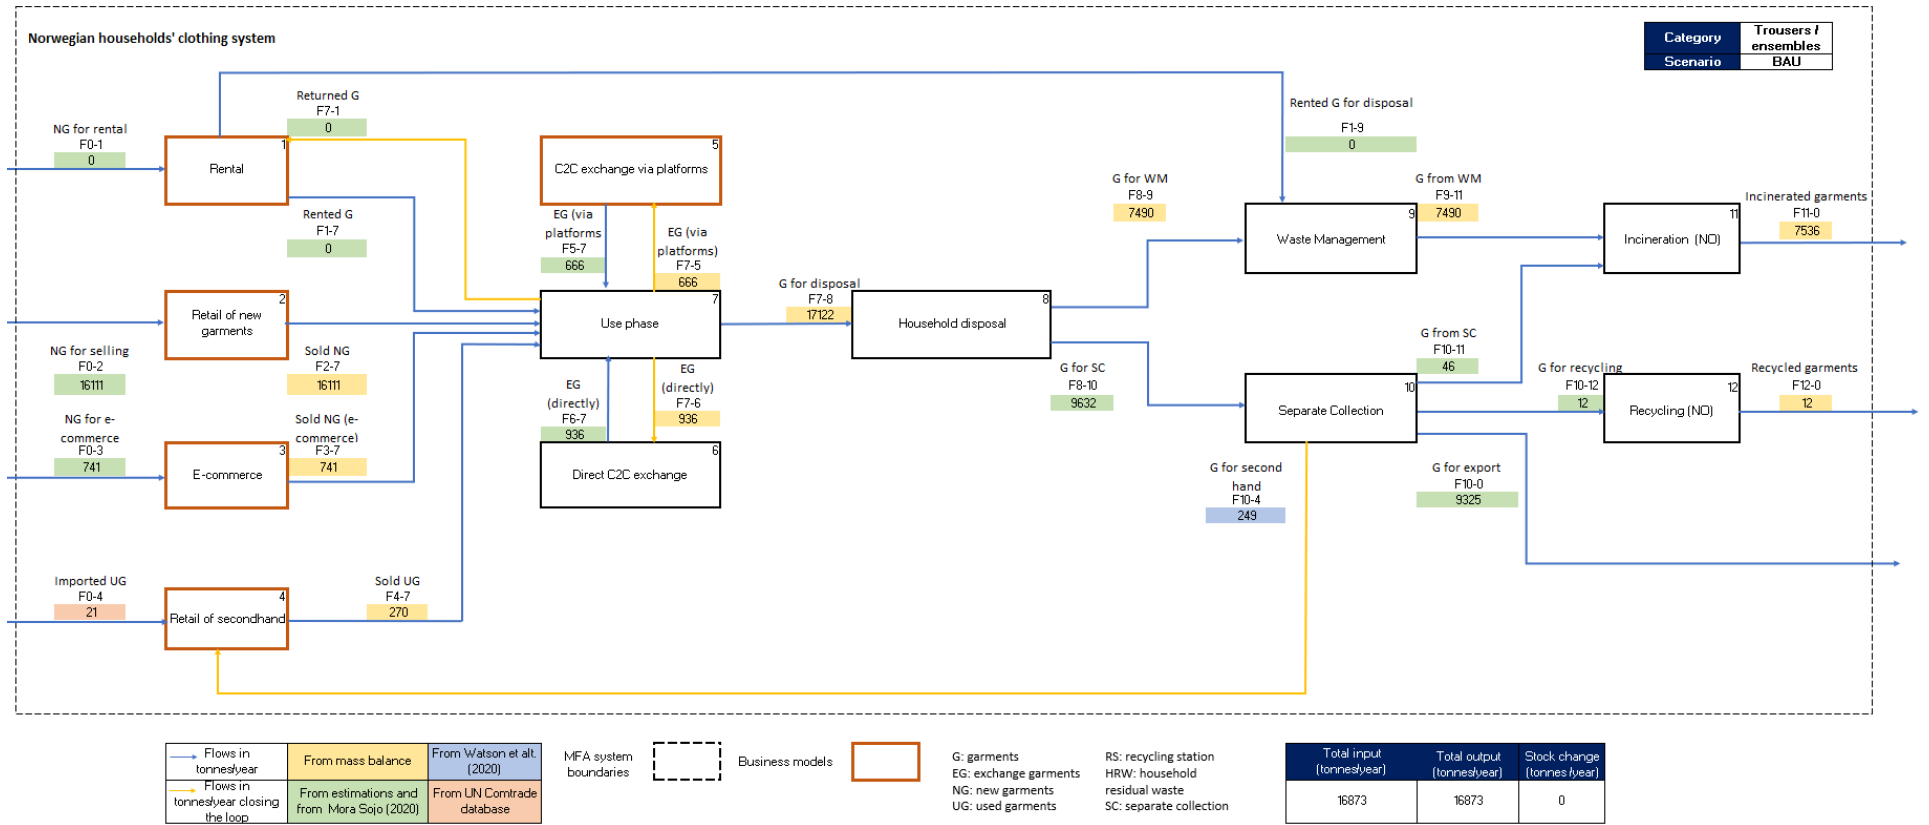 Norwegian households' clothing system
Category
Trousers /
ensembles
Scenario
BAU
NG for rental
F0-1
0
Returned G
F7-1
0
1
Rental
Rented G
F1-7
0
5
C2C exchange via platforms
EG (via
platforms
F5-7
666
EG (via
platforms)
F7-5
666
Rented G for disposal
F1-9
0
G for WM
F8-9
7490
9
Waste Management
G from WM
F9-11
7490
11
Incineration (NO)
Incinerated garments
F11-0
7536
2
Retail of new
garments
NG for selling
F0-2
16111
Sold NG
F2-7
16111
7
Use phase
G for disposal
F7-8
17122
8
Household disposal
G for SC
F8-10
9632
10
Separate Collection
G from SC
F10-11
46
G for recycling
F10-12
12
12
Recycling (NO)
Recycled garments
F12-0
12
NG for e-
commerce
F0-3
741
3
E-commerce
Sold NG (e-
commerce)
F3-7
741
EG
(directly)
F6-7
936
EG
(directly)
F7-6
936
6
Direct C2C exchange
G for second
hand
F10-4
249
G for export
F10-0
9325
Imported UG
F0-4
21
4
Retail of secondhand
Sold UG
F4-7
270
Flows in
tonnes/year
From mass balance
From Watson et alt.
(2020)
Flows in
tonnes/year closing
the loop
From estimations and
from Mora Sojo (2020)
From UN Comtrade
database
MFA system
boundaries
Business models
G: garments
EG: exchange garments
NG: new garments
UG: used garments
RS: recycling station
HRW: household
residual waste
SC: separate collection
Total input
(tonnes/year)
Total output
(tonnes/year)
Stock change
(tonnes /year)
16873
16873
0